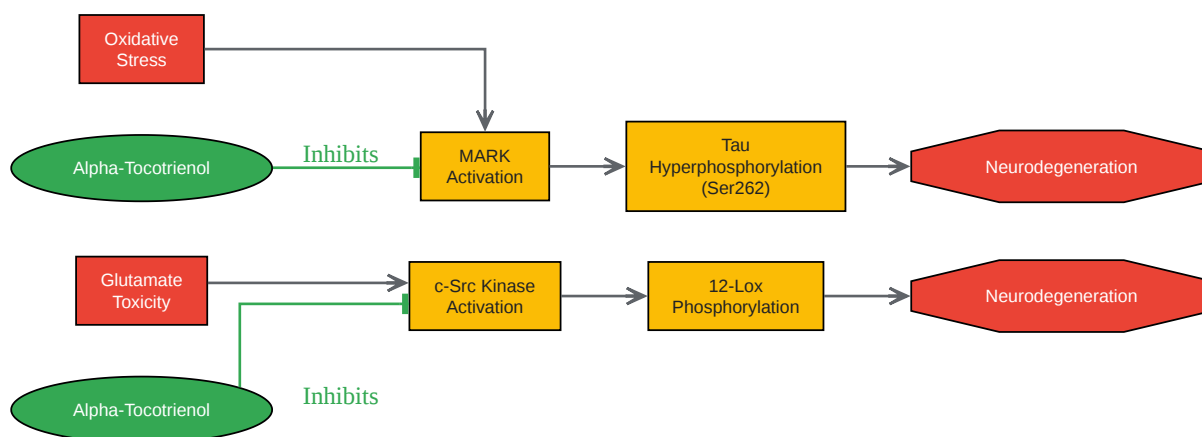 Oxidative
Stress
Alpha-Tocotrienol
Inhibits
MARK
Activation
Tau
Hyperphosphorylation
(Ser262)
Neurodegeneration
Glutamate
Toxicity
c-Src Kinase
Activation
12-Lox
Phosphorylation
Neurodegeneration
Alpha-Tocotrienol
Inhibits